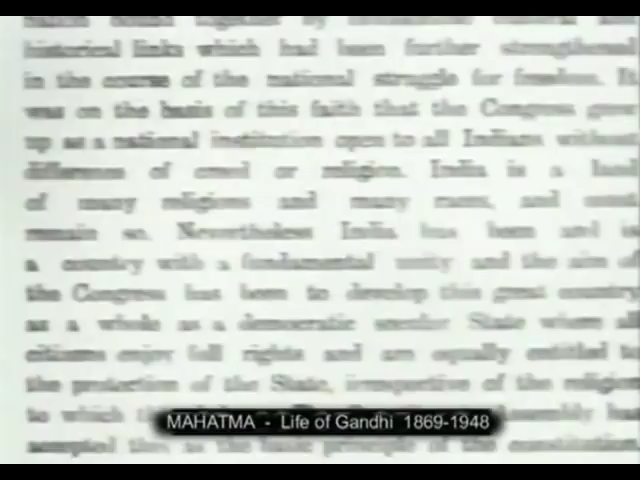 historical links which had been further strengthened
in the course of the national struggle for freedom. It
was on the basis of this faith that the Congress grew
up as a national institution open to all Indians without
difference of creed or religion. India is a land
of many religions and many races, and must
remain so. Nevertheless India has been and is
a country with a fundamental unity and the aim of
the Congress has been to develop this great country
as a whole as a democratic secular State where all
citizens enjoy full rights and are equally entitled to
the protection of the State, irrespective of the religion
to which
MAHATMA - Life of Gandhi 1869-1948
accepted this as the basic principle of the constitution